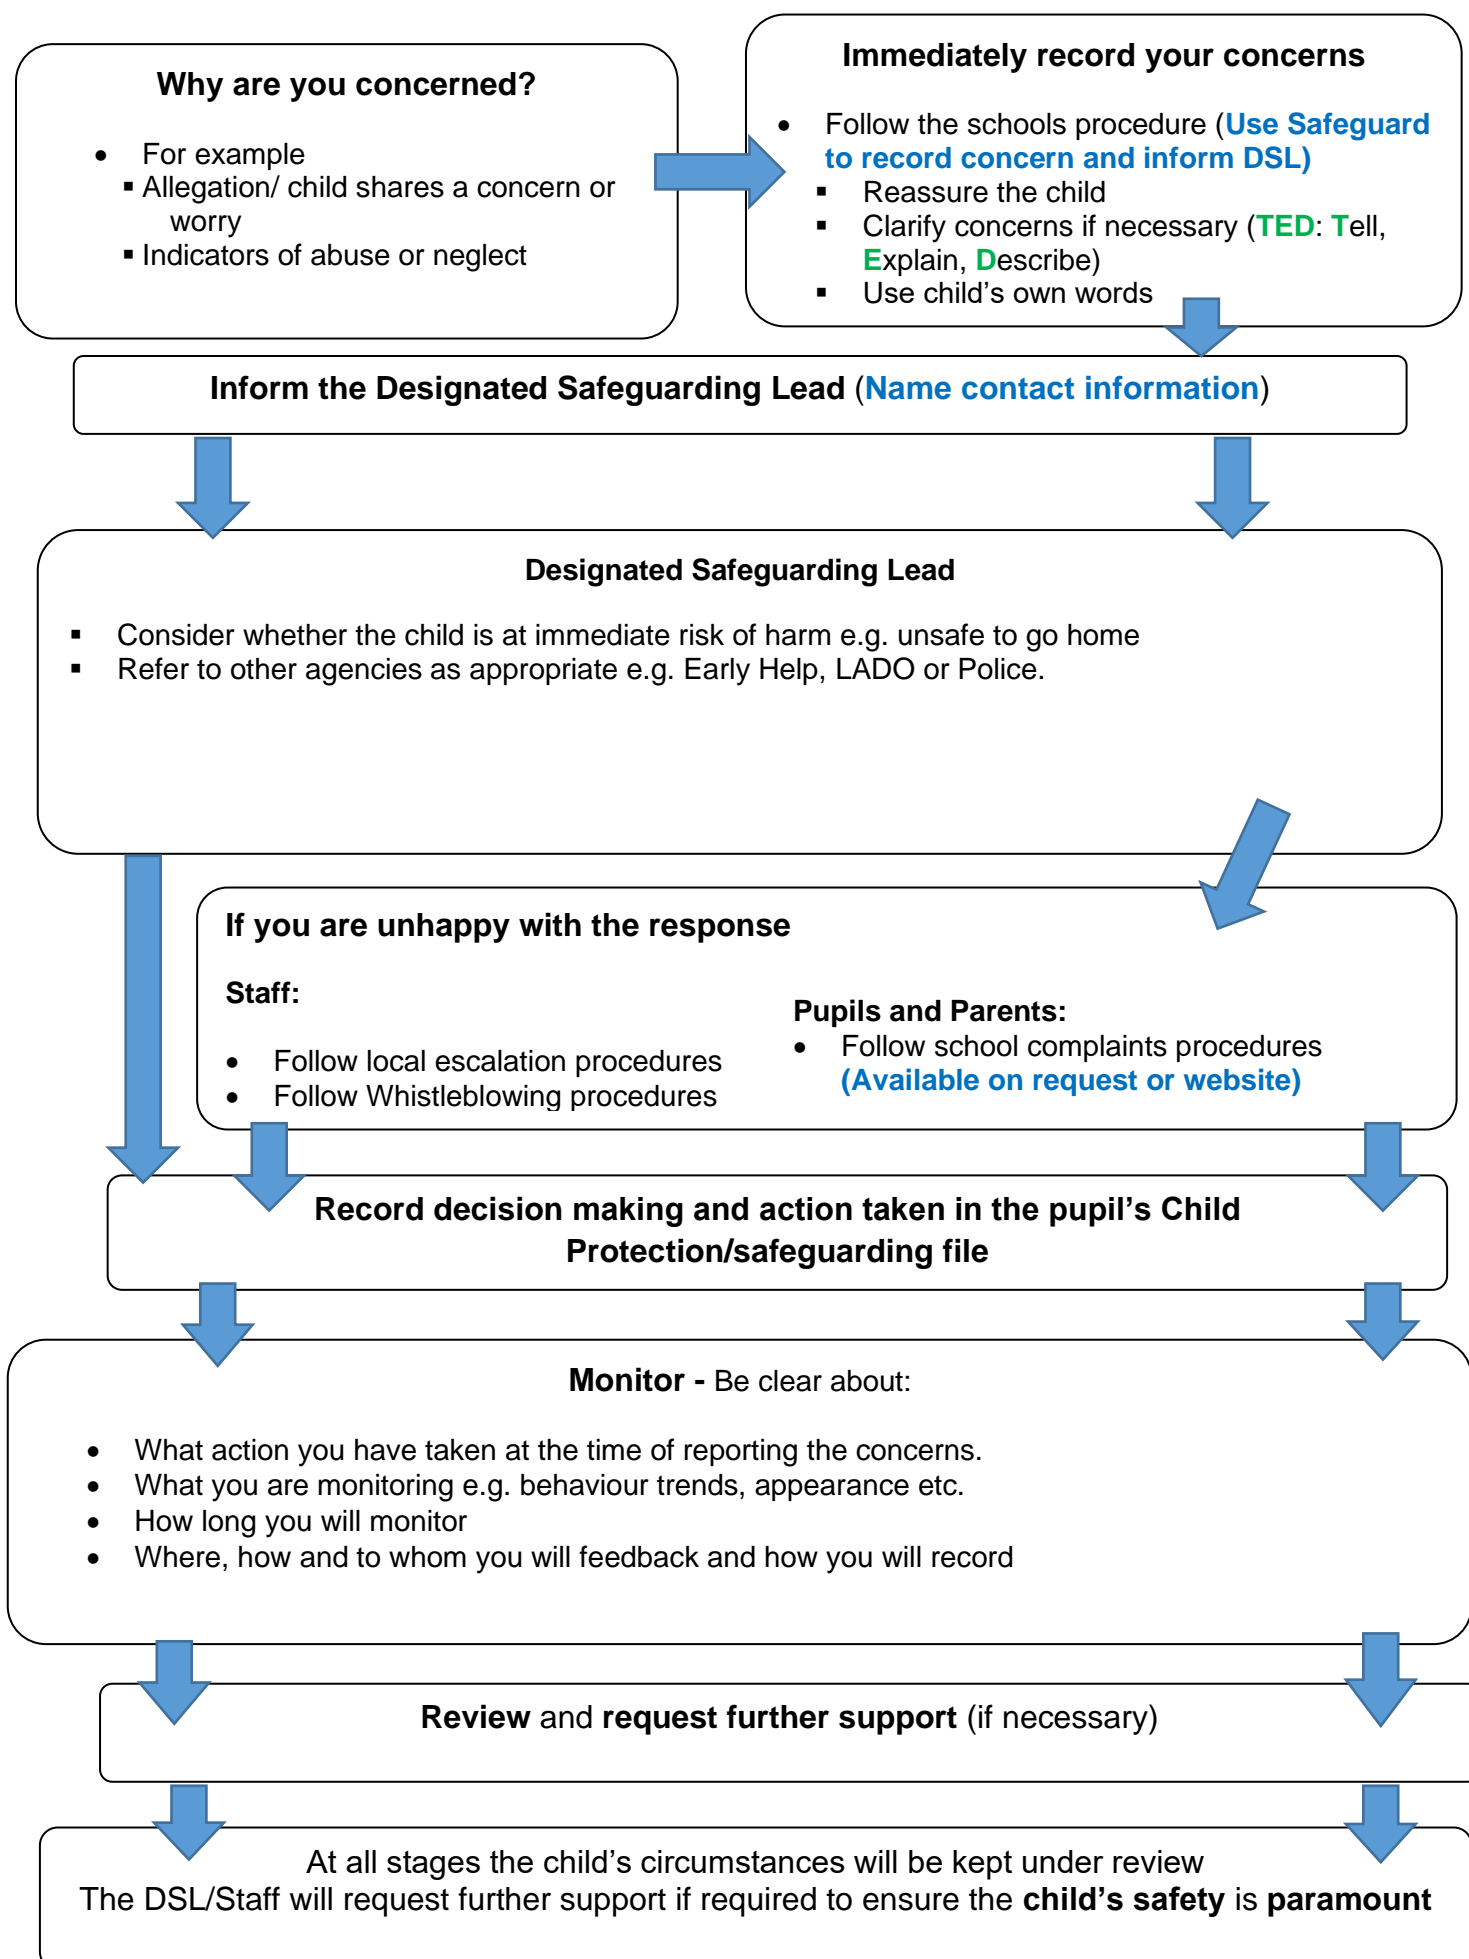 Why are you concerned?
• For example
▪ Allegation/ child shares a concern or
worry
▪ Indicators of abuse or neglect
Immediately record your concerns
• Follow the schools procedure (Use Safeguard
to record concern and inform DSL)
▪ Reassure the child
▪ Clarify concerns if necessary (TED: Tell,
Explain, Describe)
▪ Use child’s own words
Inform the Designated Safeguarding Lead (Name contact information)
Designated Safeguarding Lead
▪ Consider whether the child is at immediate risk of harm e.g. unsafe to go home
▪ Refer to other agencies as appropriate e.g. Early Help, LADO or Police.
If you are unhappy with the response
Staff:
• Follow local escalation procedures
• Follow Whistleblowing procedures
Pupils and Parents:
• Follow school complaints procedures
(Available on request or website)
Record decision making and action taken in the pupil’s Child
Protection/safeguarding file
Monitor - Be clear about:
• What action you have taken at the time of reporting the concerns.
• What you are monitoring e.g. behaviour trends, appearance etc.
• How long you will monitor
• Where, how and to whom you will feedback and how you will record
Review and request further support (if necessary)
At all stages the child’s circumstances will be kept under review
The DSL/Staff will request further support if required to ensure the child’s safety is paramount